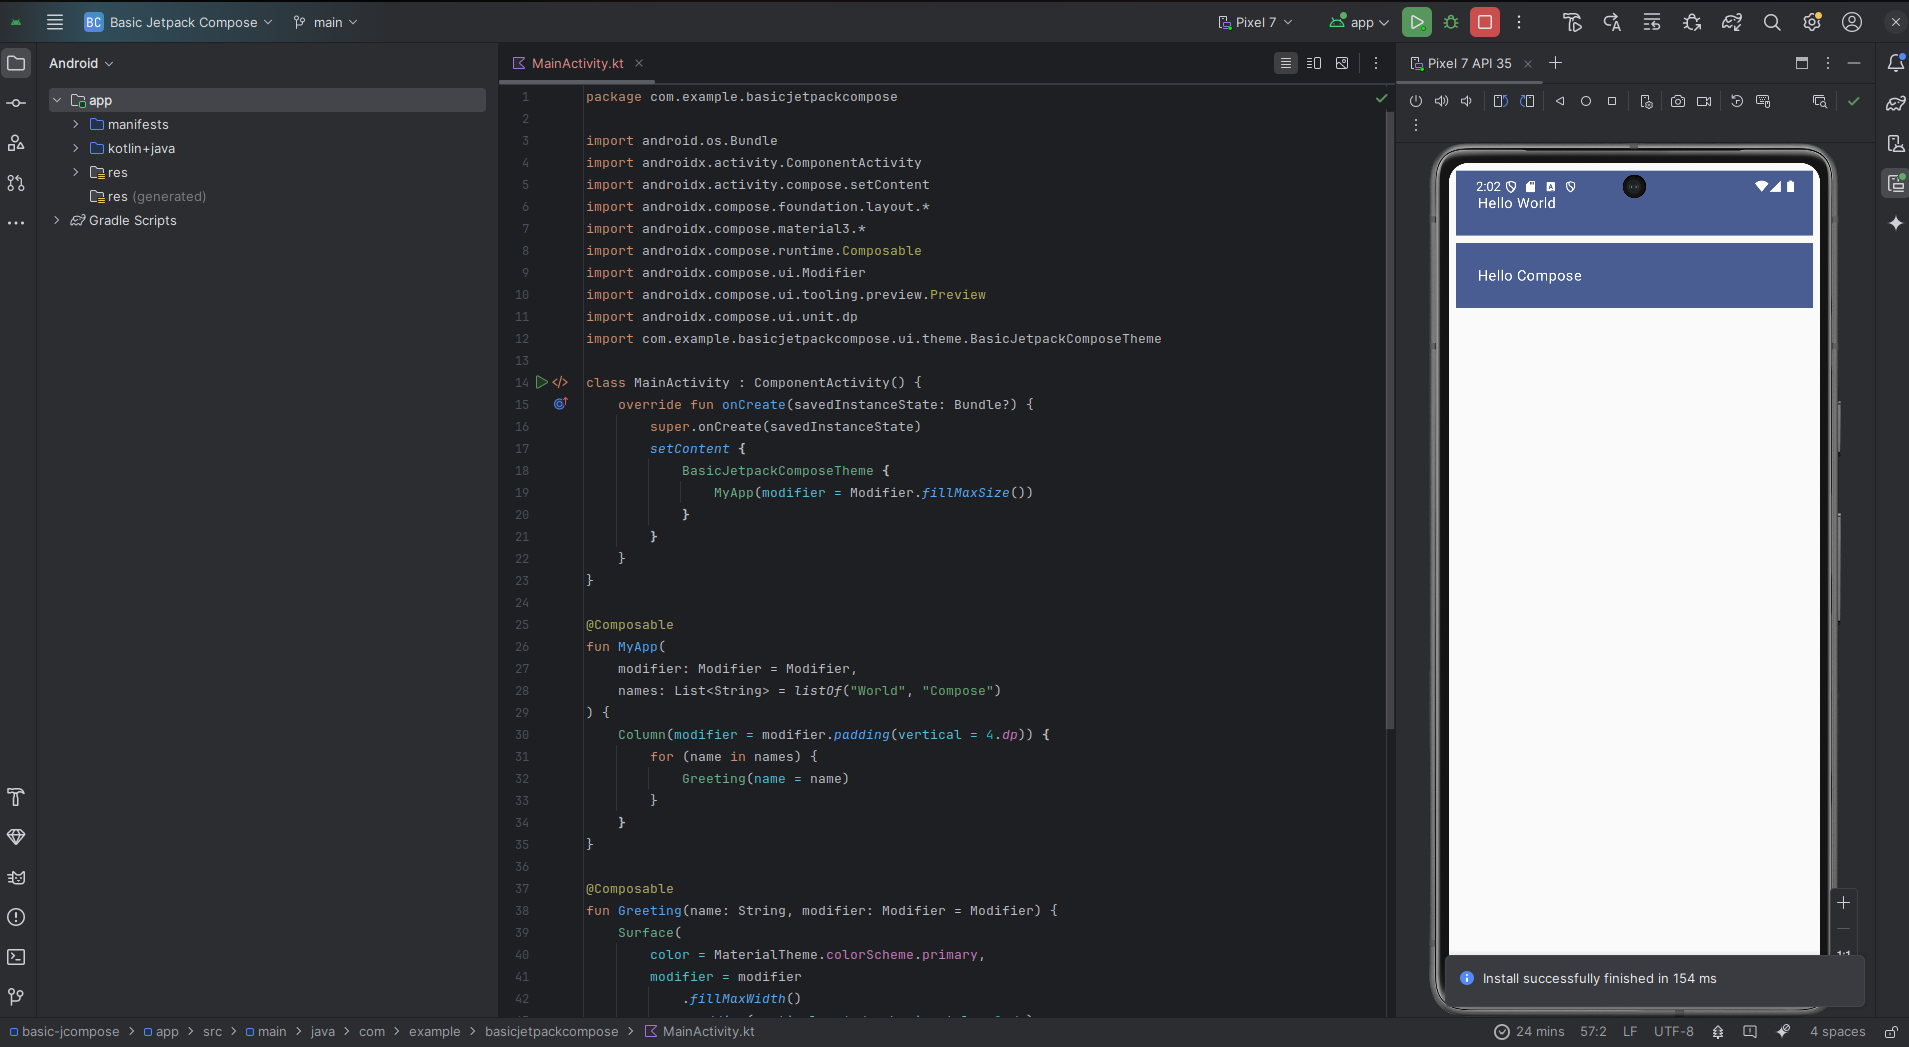 BC Basic Jetpack Compose main Pixel 7 app
Android
app
manifests
kotlin+java
res
res (generated)
Gradle Scripts
MainActivity.kt
1 package com.example.basicjetpackcompose
2
3 import android.os.Bundle
4 import androidx.activity.ComponentActivity
5 import androidx.activity.compose.setContent
6 import androidx.compose.foundation.layout.*
7 import androidx.compose.material3.*
8 import androidx.compose.runtime.Composable
9 import androidx.compose.ui.Modifier
10 import androidx.compose.ui.tooling.preview.Preview
11 import androidx.compose.ui.unit.dp
12 import com.example.basicjetpackcompose.ui.theme.BasicJetpackComposeTheme
13
14 class MainActivity : ComponentActivity() {
15 override fun onCreate(savedInstanceState: Bundle?) {
16 super.onCreate(savedInstanceState)
17 setContent {
18 BasicJetpackComposeTheme {
19 MyApp(modifier = Modifier.fillMaxSize())
20 }
21 }
22 }
23 }
24
25 @Composable
26 fun MyApp(
27 modifier: Modifier = Modifier,
28 names: List<String> = listOf("World", "Compose")
29 ) {
30 Column(modifier = modifier.padding(vertical = 4.dp)) {
31 for (name in names) {
32 Greeting(name = name)
33 }
34 }
35 }
36
37 @Composable
38 fun Greeting(name: String, modifier: Modifier = Modifier) {
39 Surface(
40 color = MaterialTheme.colorScheme.primary,
41 modifier = modifier
42 .fillMaxWidth()
Pixel 7 API 35
2:02
Hello World
Hello Compose
Install successfully finished in 154 ms
basic-jcompose > app > src > main > java > com > example > basicjetpackcompose > MainActivity.kt
24 mins 57:2 LF UTF-8 4 spaces